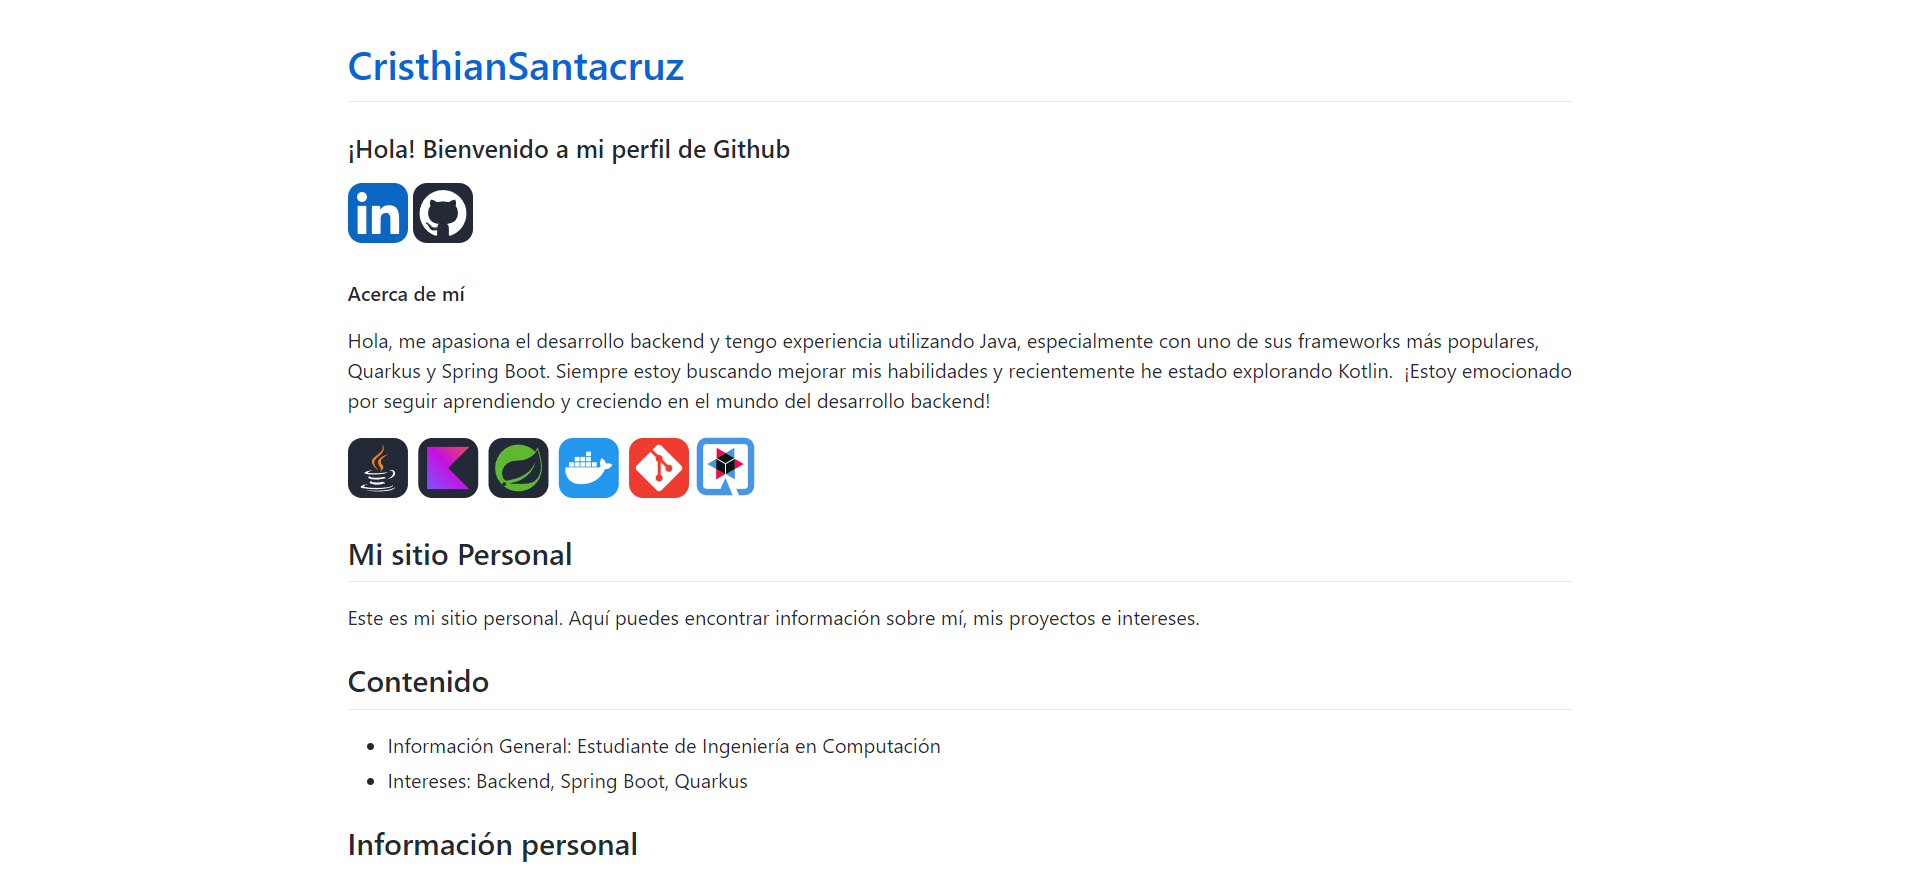 CristhianSantacruz
¡Hola! Bienvenido a mi perfil de Github
in
Acerca de mí
Hola, me apasiona el desarrollo backend y tengo experiencia utilizando Java, especialmente con uno de sus frameworks más populares,
Quarkus y Spring Boot. Siempre estoy buscando mejorar mis habilidades y recientemente he estado explorando Kotlin. ¡Estoy emocionado
por seguir aprendiendo y creciendo en el mundo del desarrollo backend!
Mi sitio Personal
Este es mi sitio personal. Aquí puedes encontrar información sobre mí, mis proyectos e intereses.
Contenido
• Información General: Estudiante de Ingeniería en Computación
• Intereses: Backend, Spring Boot, Quarkus
Información personal